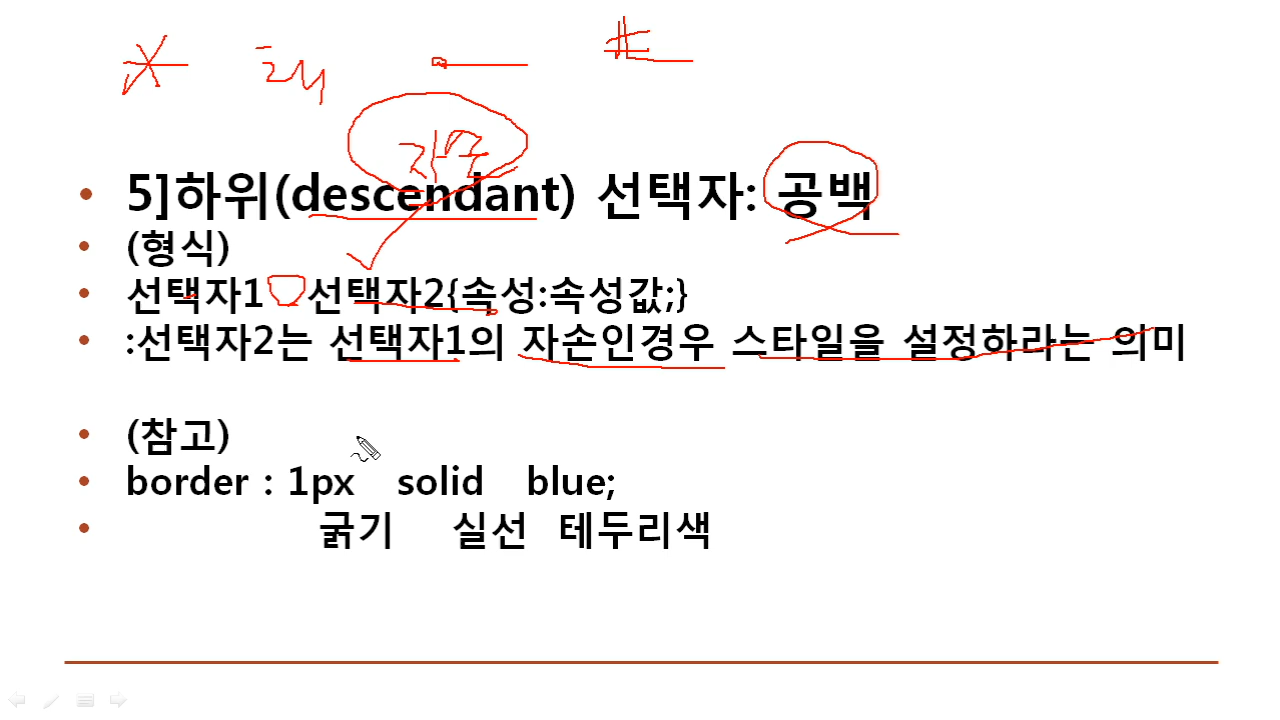 5]하위(descendant) 선택자: 공백
(형식)
선택자1 선택자2{속성:속성값;}
:선택자2는 선택자1의 자손인경우 스타일을 설정하라는 의미
(참고)
border : 1px solid blue;
굵기 실선 테두리색